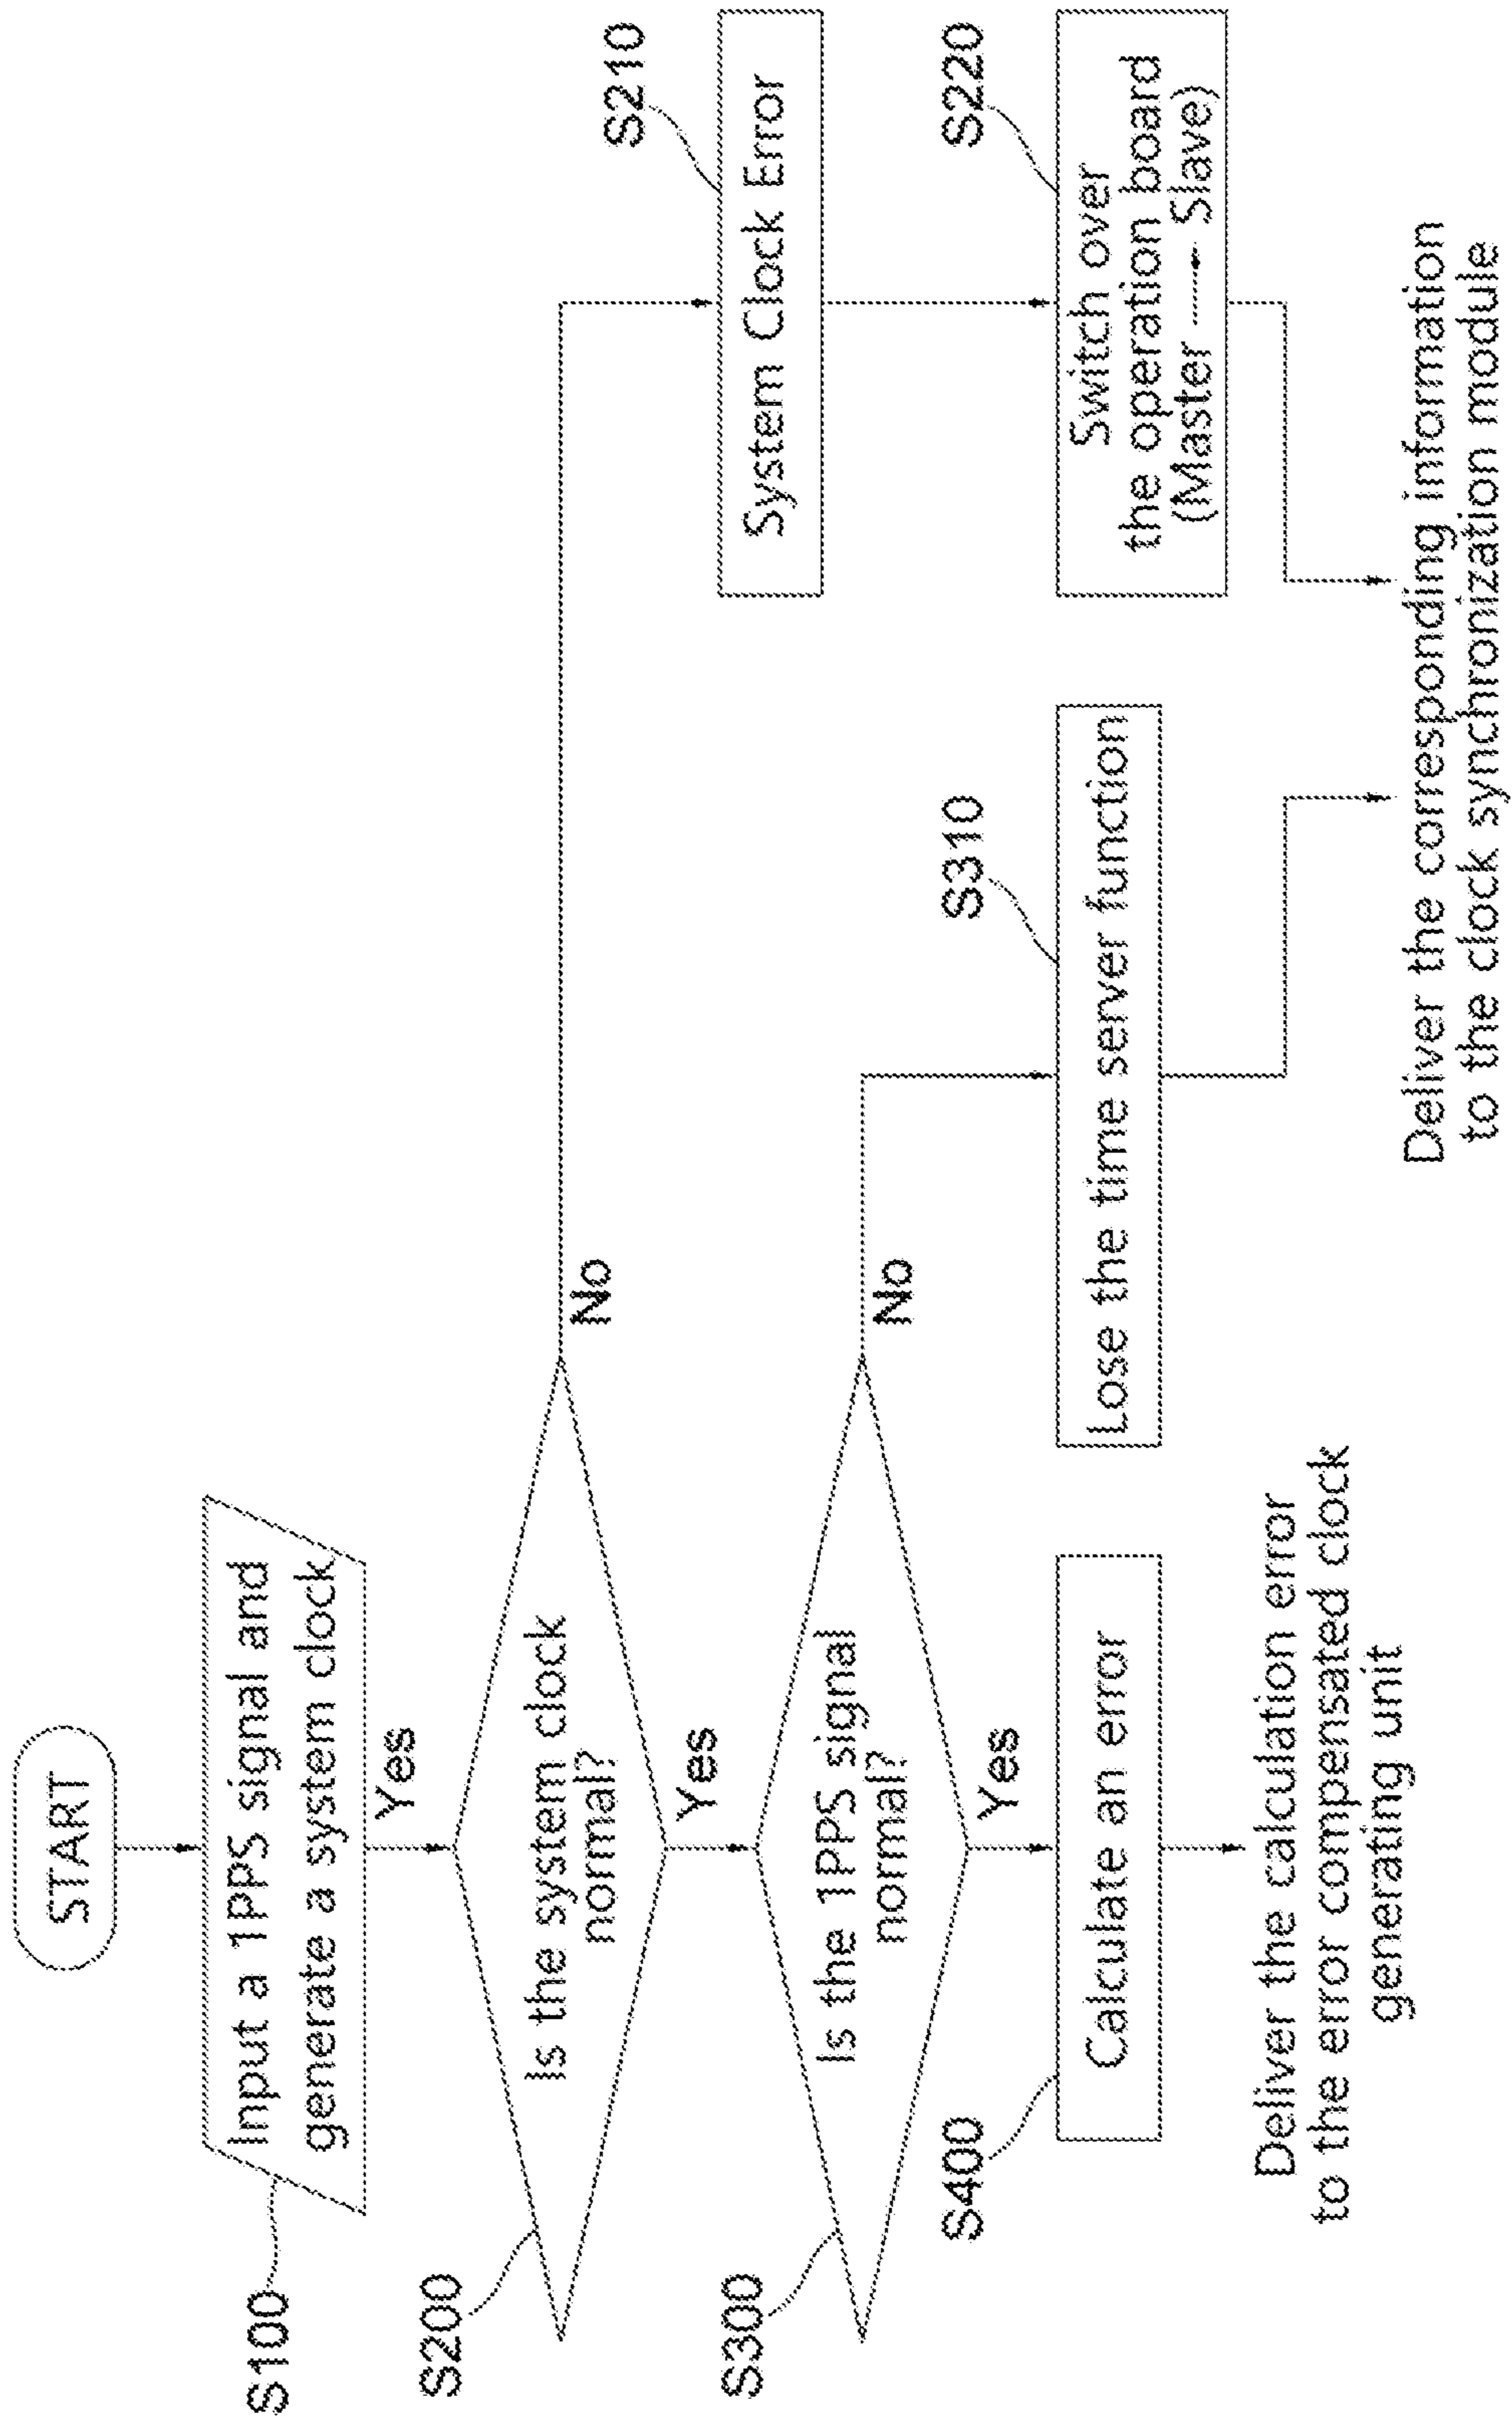 START
S100
Input a 1PPS signal and
generate a system clock
Yes
S200
Is the system clock
normal?
No
Yes
S210
System Clock Error
S300
Is the 1PPS signal
normal?
No
Yes
S400
Calculate an error
S310
Lose the time server function
S220
Switch over
the operation board
(Master → Slave)
Deliver the calculation error
to the error compensated clock
generating unit
Deliver the corresponding information
to the clock synchronization module